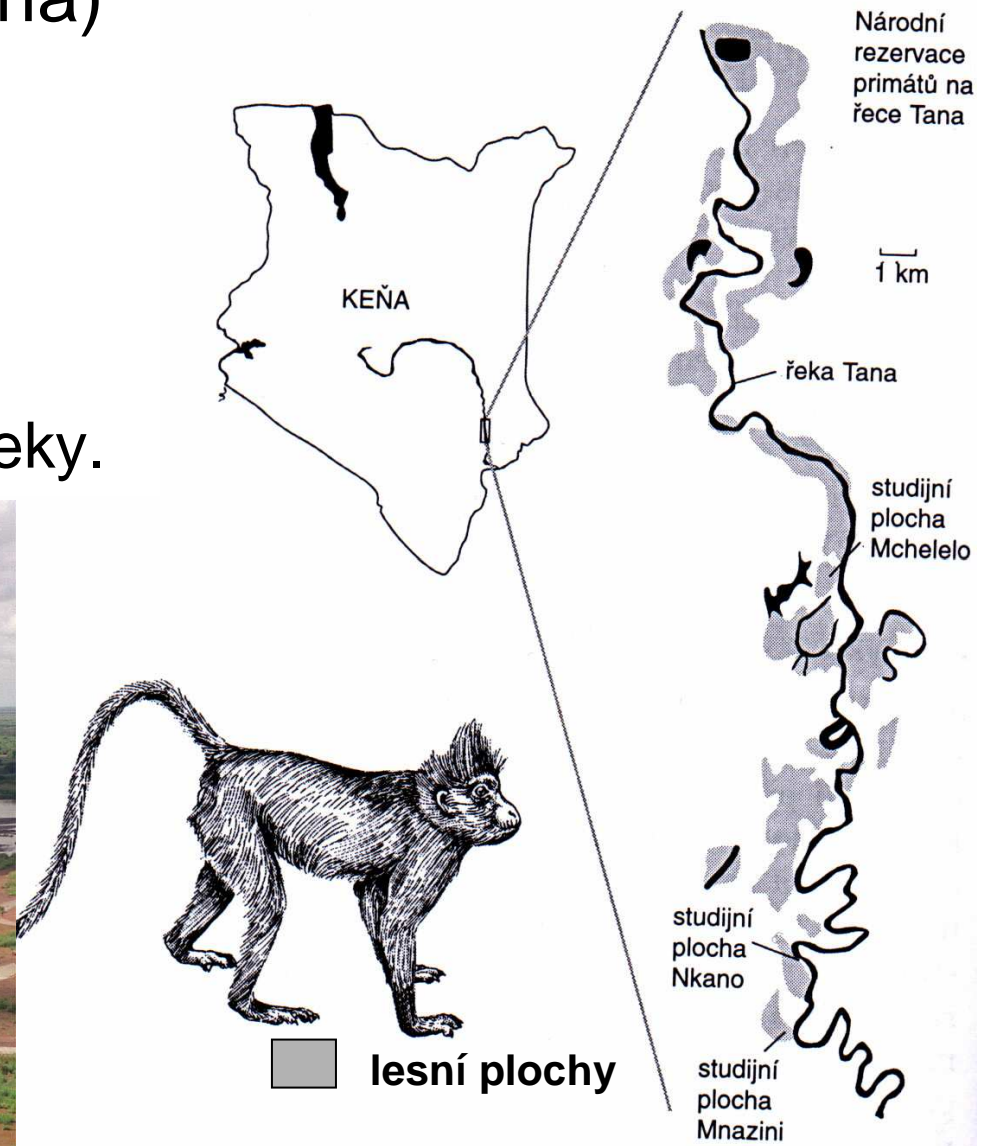 na)
Národní
rezervace
primátů na
řece Tana
1 km
KEŇA
řeka Tana
eky.
studijní
plocha
Mchelelo
studijní
plocha
Nkano
lesní plochy
studijní
plocha
Mnazini